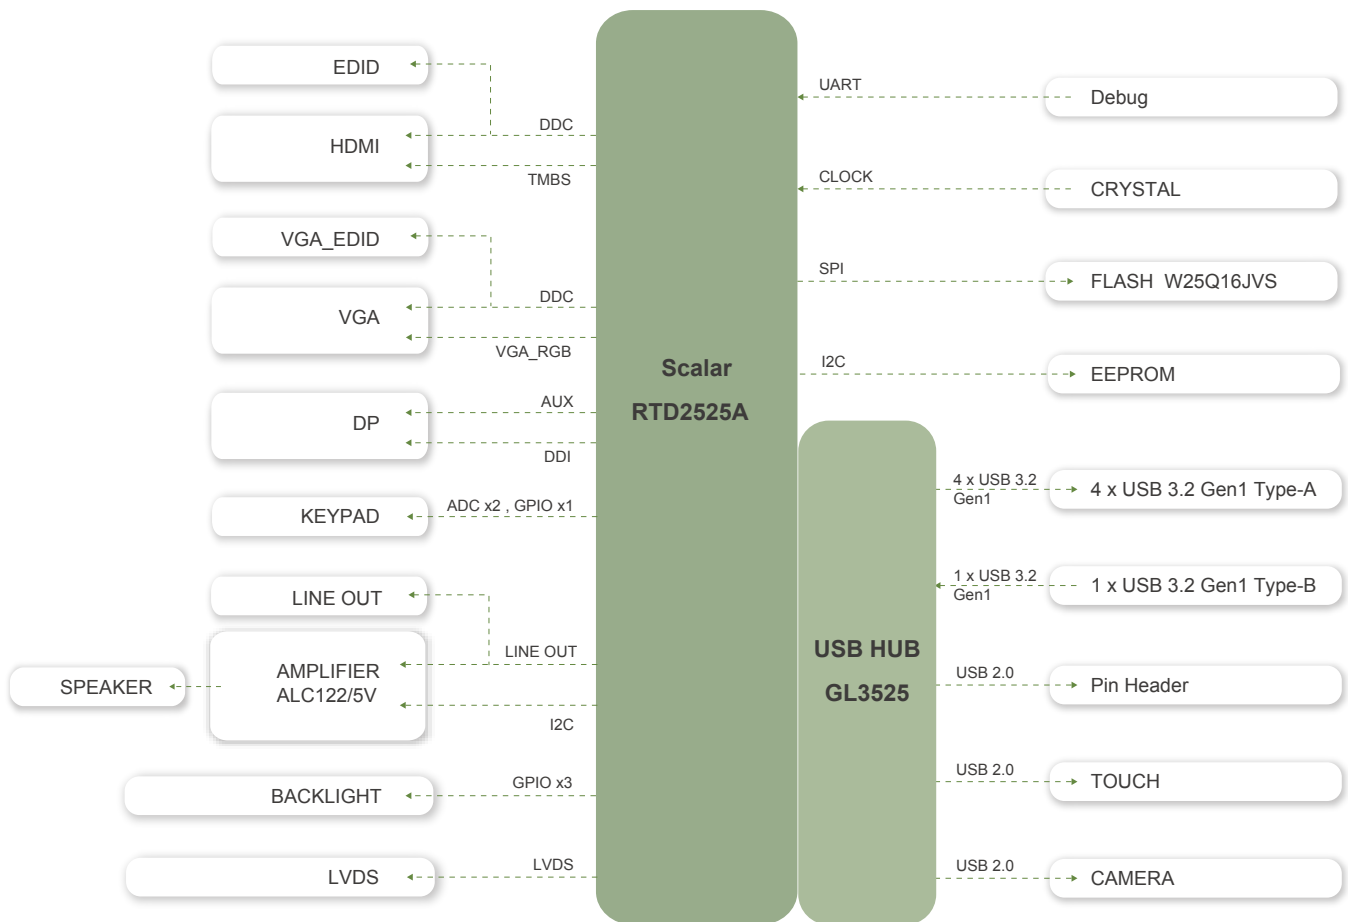 EDID
DDC
HDMI
TMBS
VGA_EDID
DDC
VGA
VGA_RGB
AUX
DP
DDI
KEYPAD
ADC x2 , GPIO x1
LINE OUT
LINE OUT
AMPLIFIER
ALC122/5V
SPEAKER
I2C
BACKLIGHT
GPIO x3
LVDS
LVDS
Scalar
RTD2525A
UART
Debug
CLOCK
CRYSTAL
SPI
FLASH W25Q16JVS
I2C
EEPROM
USB HUB
GL3525
4 x USB 3.2
Gen1
4 x USB 3.2 Gen1 Type-A
1 x USB 3.2
Gen1
1 x USB 3.2 Gen1 Type-B
USB 2.0
Pin Header
USB 2.0
TOUCH
USB 2.0
CAMERA